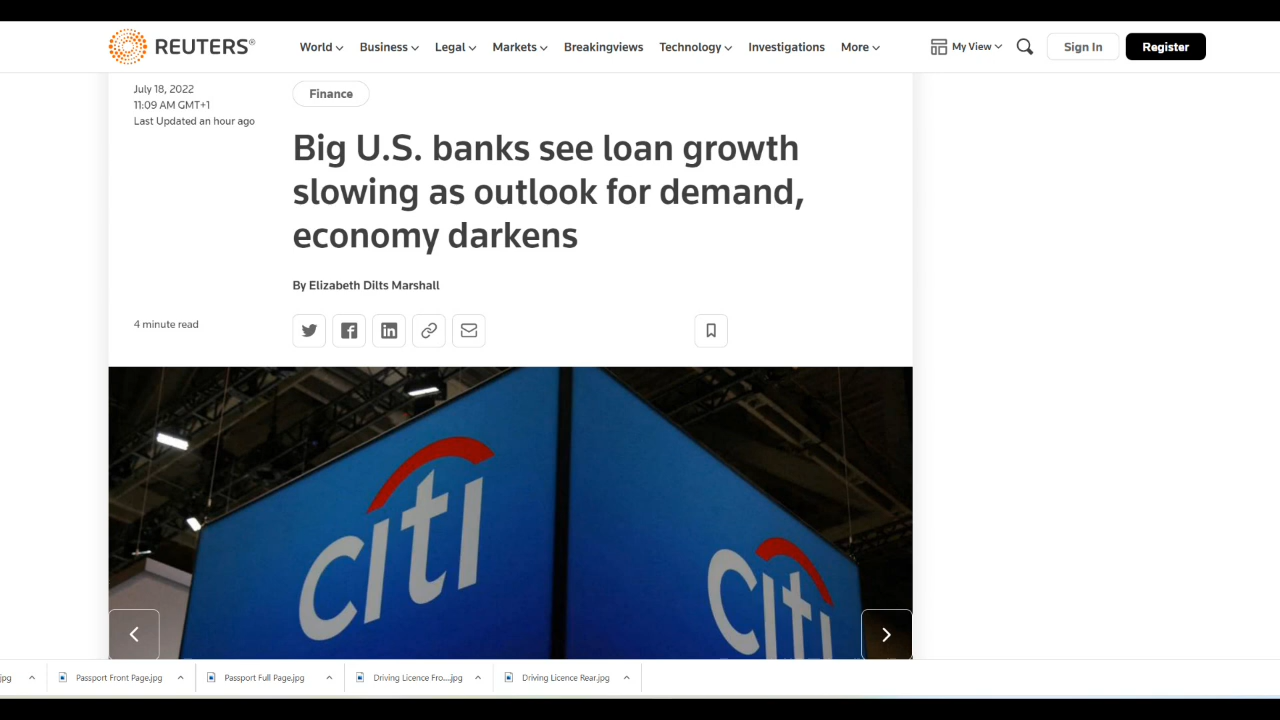 REUTERS®
World
Business
Legal
Markets
Breakingviews
Technology
Investigations
More
My View
Sign In
Register
July 18, 2022
11:09 AM GMT+1
Last Updated an hour ago
Finance
Big U.S. banks see loan growth
slowing as outlook for demand,
economy darkens
By Elizabeth Dilts Marshall
4 minute read
citi
citi
jpg
Passport Front Page.jpg
Passport Full Page.jpg
Driving Licence Fro....jpg
Driving Licence Rear.jpg